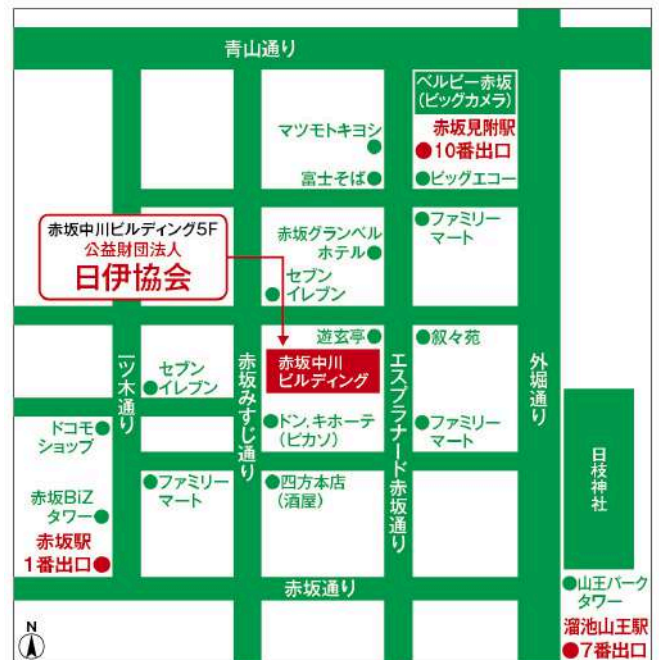 青山通り
ベルビー赤坂
(ビッグカメラ)
マツモトキヨシ
赤坂見附駅
10番出口
富士そば
ビッグエコー
赤坂中川ビルディング5F
公益財団法人
日伊協会
赤坂グランベル
ホテル
ファミリー
マート
セブン
イレブン
遊玄亭
叙々苑
一ツ木通り
セブン
イレブン
赤坂みすじ通り
赤坂中川
ビルディング
エスプラナード赤坂通り
外堀通り
ドン.キホーテ
(ピカソ)
ファミリー
マート
ドコモ
ショップ
日枝神社
赤坂BiZ
タワー
ファミリー
マート
四方本店
(酒屋)
赤坂駅
1番出口
赤坂通り
山王パーク
タワー
溜池山王駅
7番出口
N